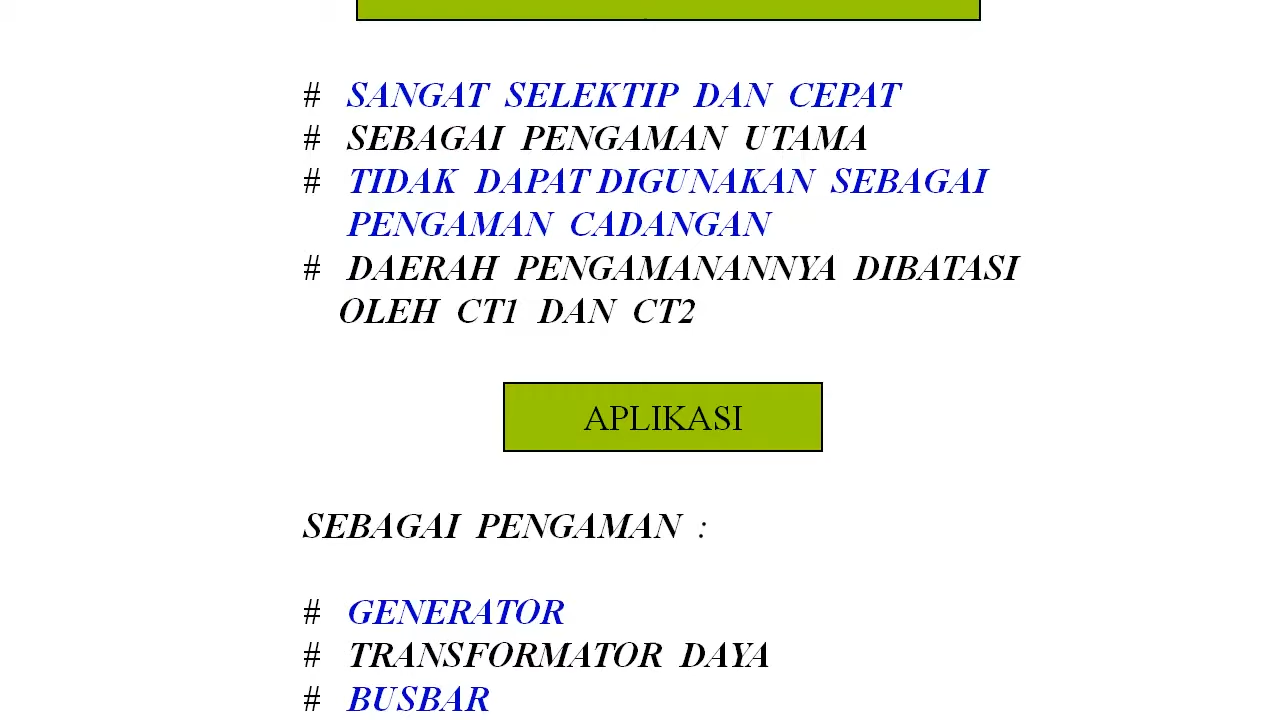 # SANGAT SELEKTIP DAN CEPAT
# SEBAGAI PENGAMAN UTAMA
# TIDAK DAPAT DIGUNAKAN SEBAGAI
PENGAMAN CADANGAN
# DAERAH PENGAMANANNYA DIBATASI
OLEH CT1 DAN CT2
APLIKASI
SEBAGAI PENGAMAN :
# GENERATOR
# TRANSFORMATOR DAYA
# BUSBAR